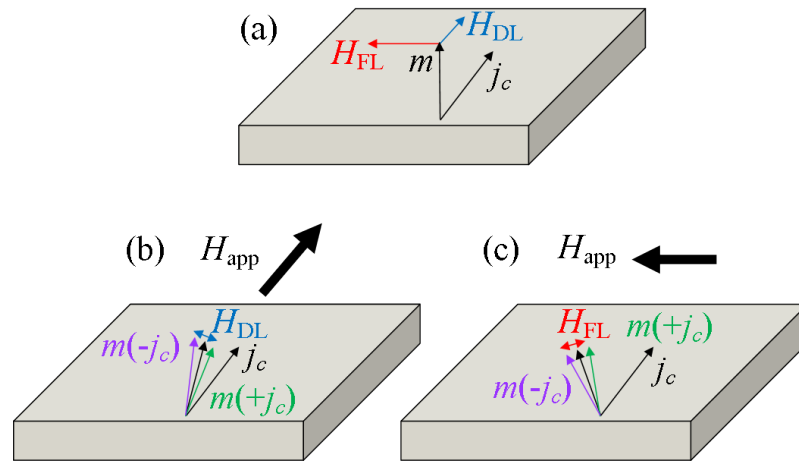 (a)
H_DL
H_FL
m
j_c
(b)
H_app
H_DL
m(-j_c)
j_c
m(+j_c)
(c)
H_app
H_FL
m(+j_c)
j_c
m(-j_c)